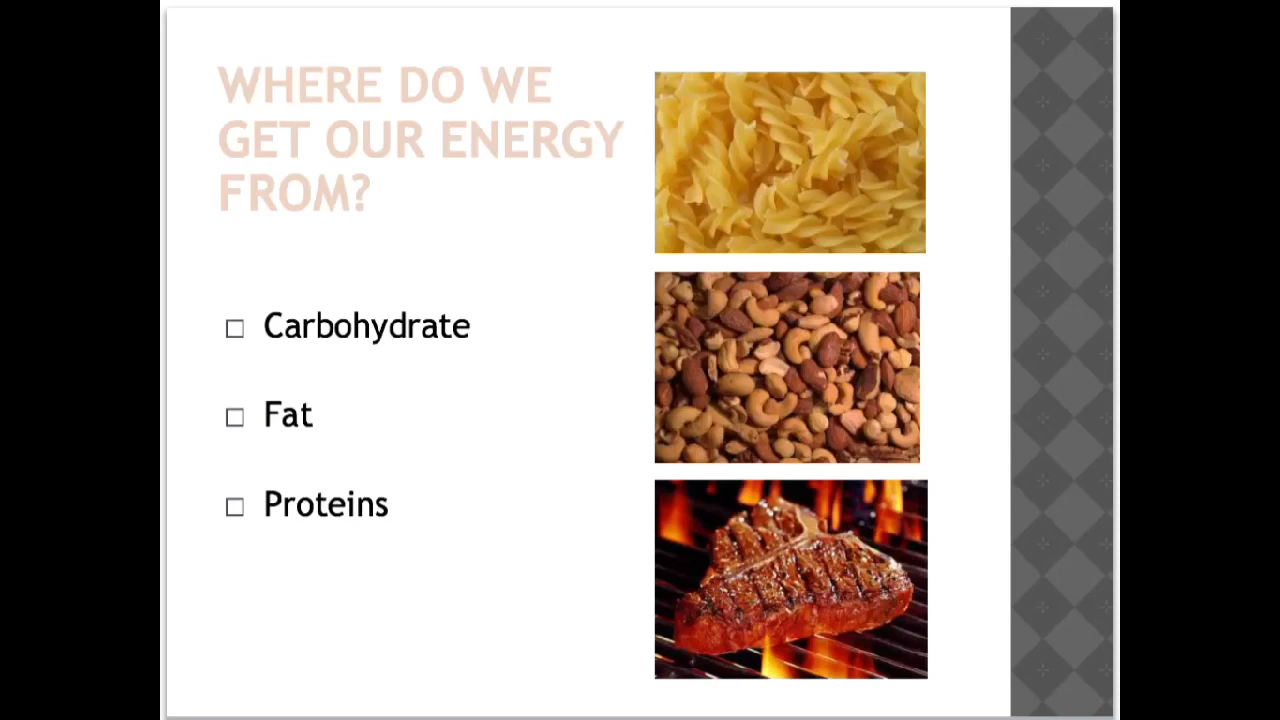 WHERE DO WE
GET OUR ENERGY
FROM?
Carbohydrate
Fat
Proteins